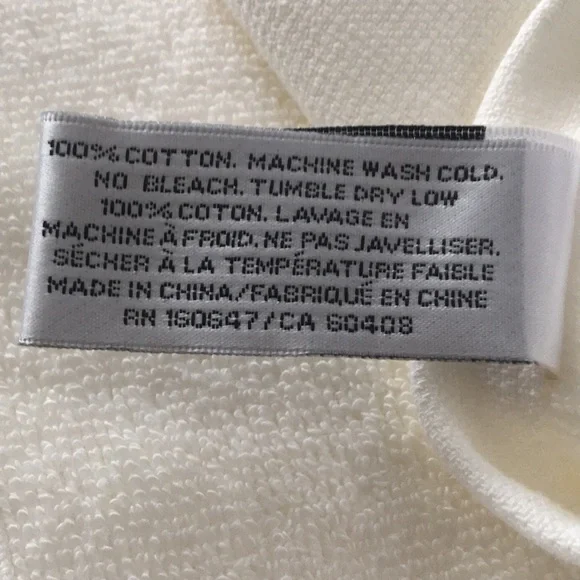 100% COTTON. MACHINE WASH COLD.
NO BLEACH. TUMBLE DRY LOW
100% COTON. LAVAGE EN
MACHINE À FROID. NE PAS JAVELLISER.
SÉCHER À LA TEMPÉRATURE FAIBLE
MADE IN CHINA/FABRIQUÉ EN CHINE
RN 160647/CA 60408